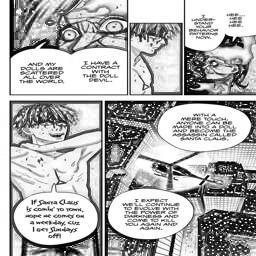 AND MY
DOLLS ARE
SCATTERED
ALL OVER
THE WORLD.
I HAVE A
CONTRACT
WITH
THE DOLL
DEVIL.
I
UNDER-
STAND
YOUR
BEHAVIOR
PATTERNS
NOW.
HEE...
HEE
HEE
HEE.
If Santa Claus
is comin' to town,
hope he comes on
a weekday, cuz
I get Sundays
off!
WITH A
MERE TOUCH,
ANYONE CAN BE
MADE INTO A DOLL
AND BECOME THE
ASSASSIN CALLED
SANTA CLAUS.
I EXPECT
WE'LL CONTINUE
TO EVOLVE WITH
THE POWER OF
DARKNESS AND
COME TO KILL
YOU AGAIN AND
AGAIN.